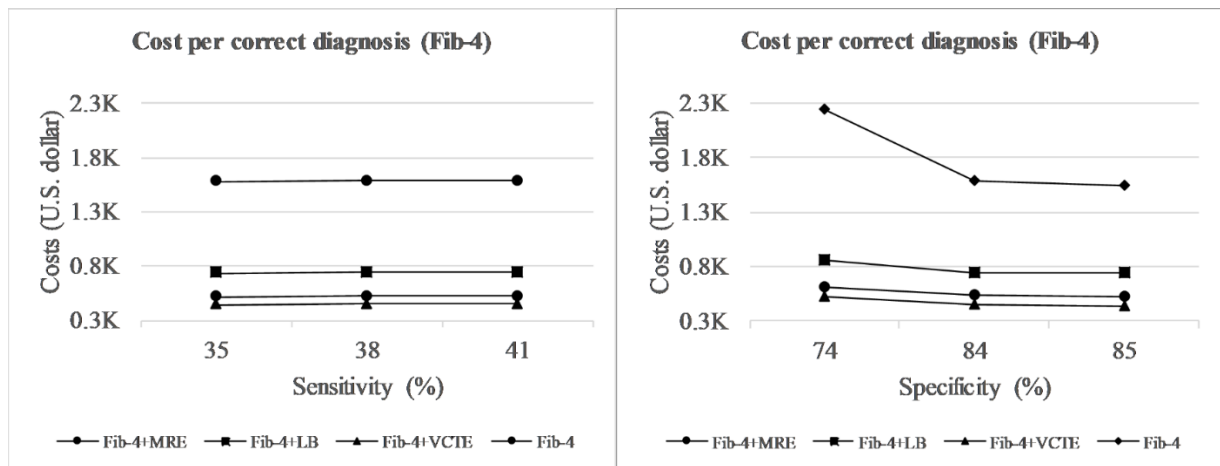 Cost per correct diagnosis (Fib-4)
Costs (U.S. dollar)
2.3K
1.8K
1.3K
0.8K
0.3K
35 38 41
Sensitivity (%)
Fib-4+MRE Fib-4+LB Fib-4+VCTE Fib-4
Cost per correct diagnosis (Fib-4)
Costs (U.S. dollar)
2.3K
1.8K
1.3K
0.8K
0.3K
74 84 85
Specificity (%)
Fib-4+MRE Fib-4+LB Fib-4+VCTE Fib-4